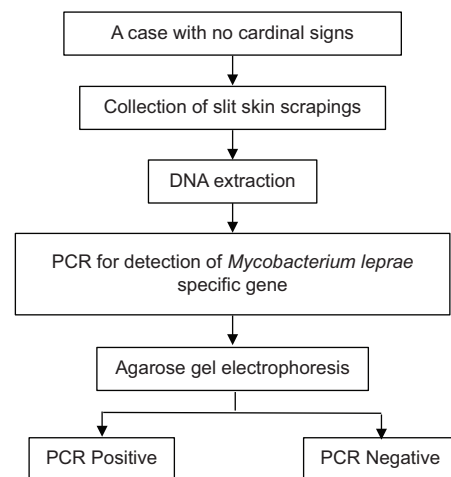 A case with no cardinal signs
Collection of slit skin scrapings
DNA extraction
PCR for detection of Mycobacterium leprae
specific gene
Agarose gel electrophoresis
PCR Positive
PCR Negative